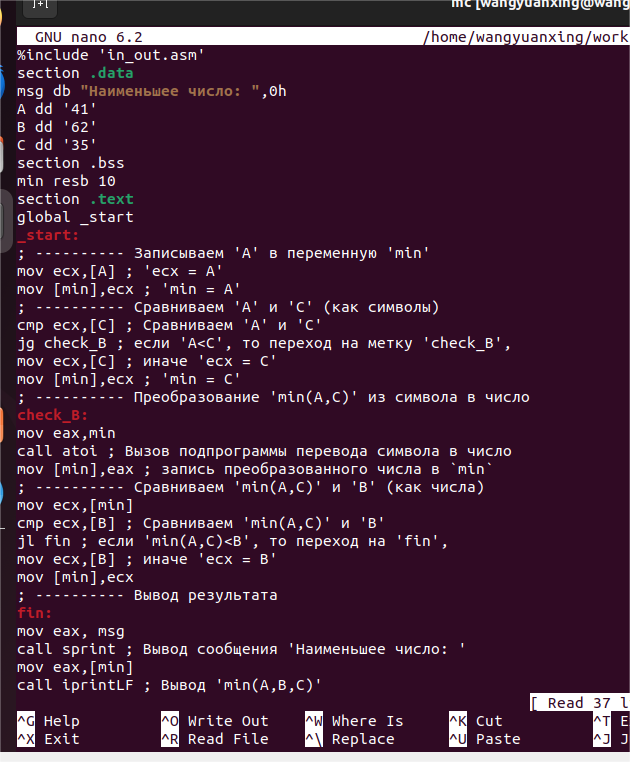 mc [wangyuanxing@wang
GNU nano 6.2 /home/wangyuanxing/work
%include 'in_out.asm'
section .data
msg db "Наименьшее число: ",0h
A dd '41'
B dd '62'
C dd '35'
section .bss
min resb 10
section .text
global _start
_start:
; ---------- Записываем 'A' в переменную 'min'
mov ecx,[A] ; 'ecx = A'
mov [min],ecx ; 'min = A'
; ---------- Сравниваем 'A' и 'C' (как символы)
cmp ecx,[C] ; Сравниваем 'A' и 'C'
jg check_B ; если 'A<C', то переход на метку 'check_B',
mov ecx,[C] ; иначе 'ecx = C'
mov [min],ecx ; 'min = C'
; ---------- Преобразование 'min(A,C)' из символа в число
check_B:
mov eax,min
call atoi ; Вызов подпрограммы перевода символа в число
mov [min],eax ; запись преобразованного числа в `min`
; ---------- Сравниваем 'min(A,C)' и 'B' (как числа)
mov ecx,[min]
cmp ecx,[B] ; Сравниваем 'min(A,C)' и 'B'
jl fin ; если 'min(A,C)<B', то переход на 'fin',
mov ecx,[B] ; иначе 'ecx = B'
mov [min],ecx
; ---------- Вывод результата
fin:
mov eax, msg
call sprint ; Вывод сообщения 'Наименьшее число: '
mov eax,[min]
call iprintLF ; Вывод 'min(A,B,C)'
[ Read 37 l
^G Help ^O Write Out ^W Where Is ^K Cut ^T E
^X Exit ^R Read File ^\ Replace ^U Paste ^J J